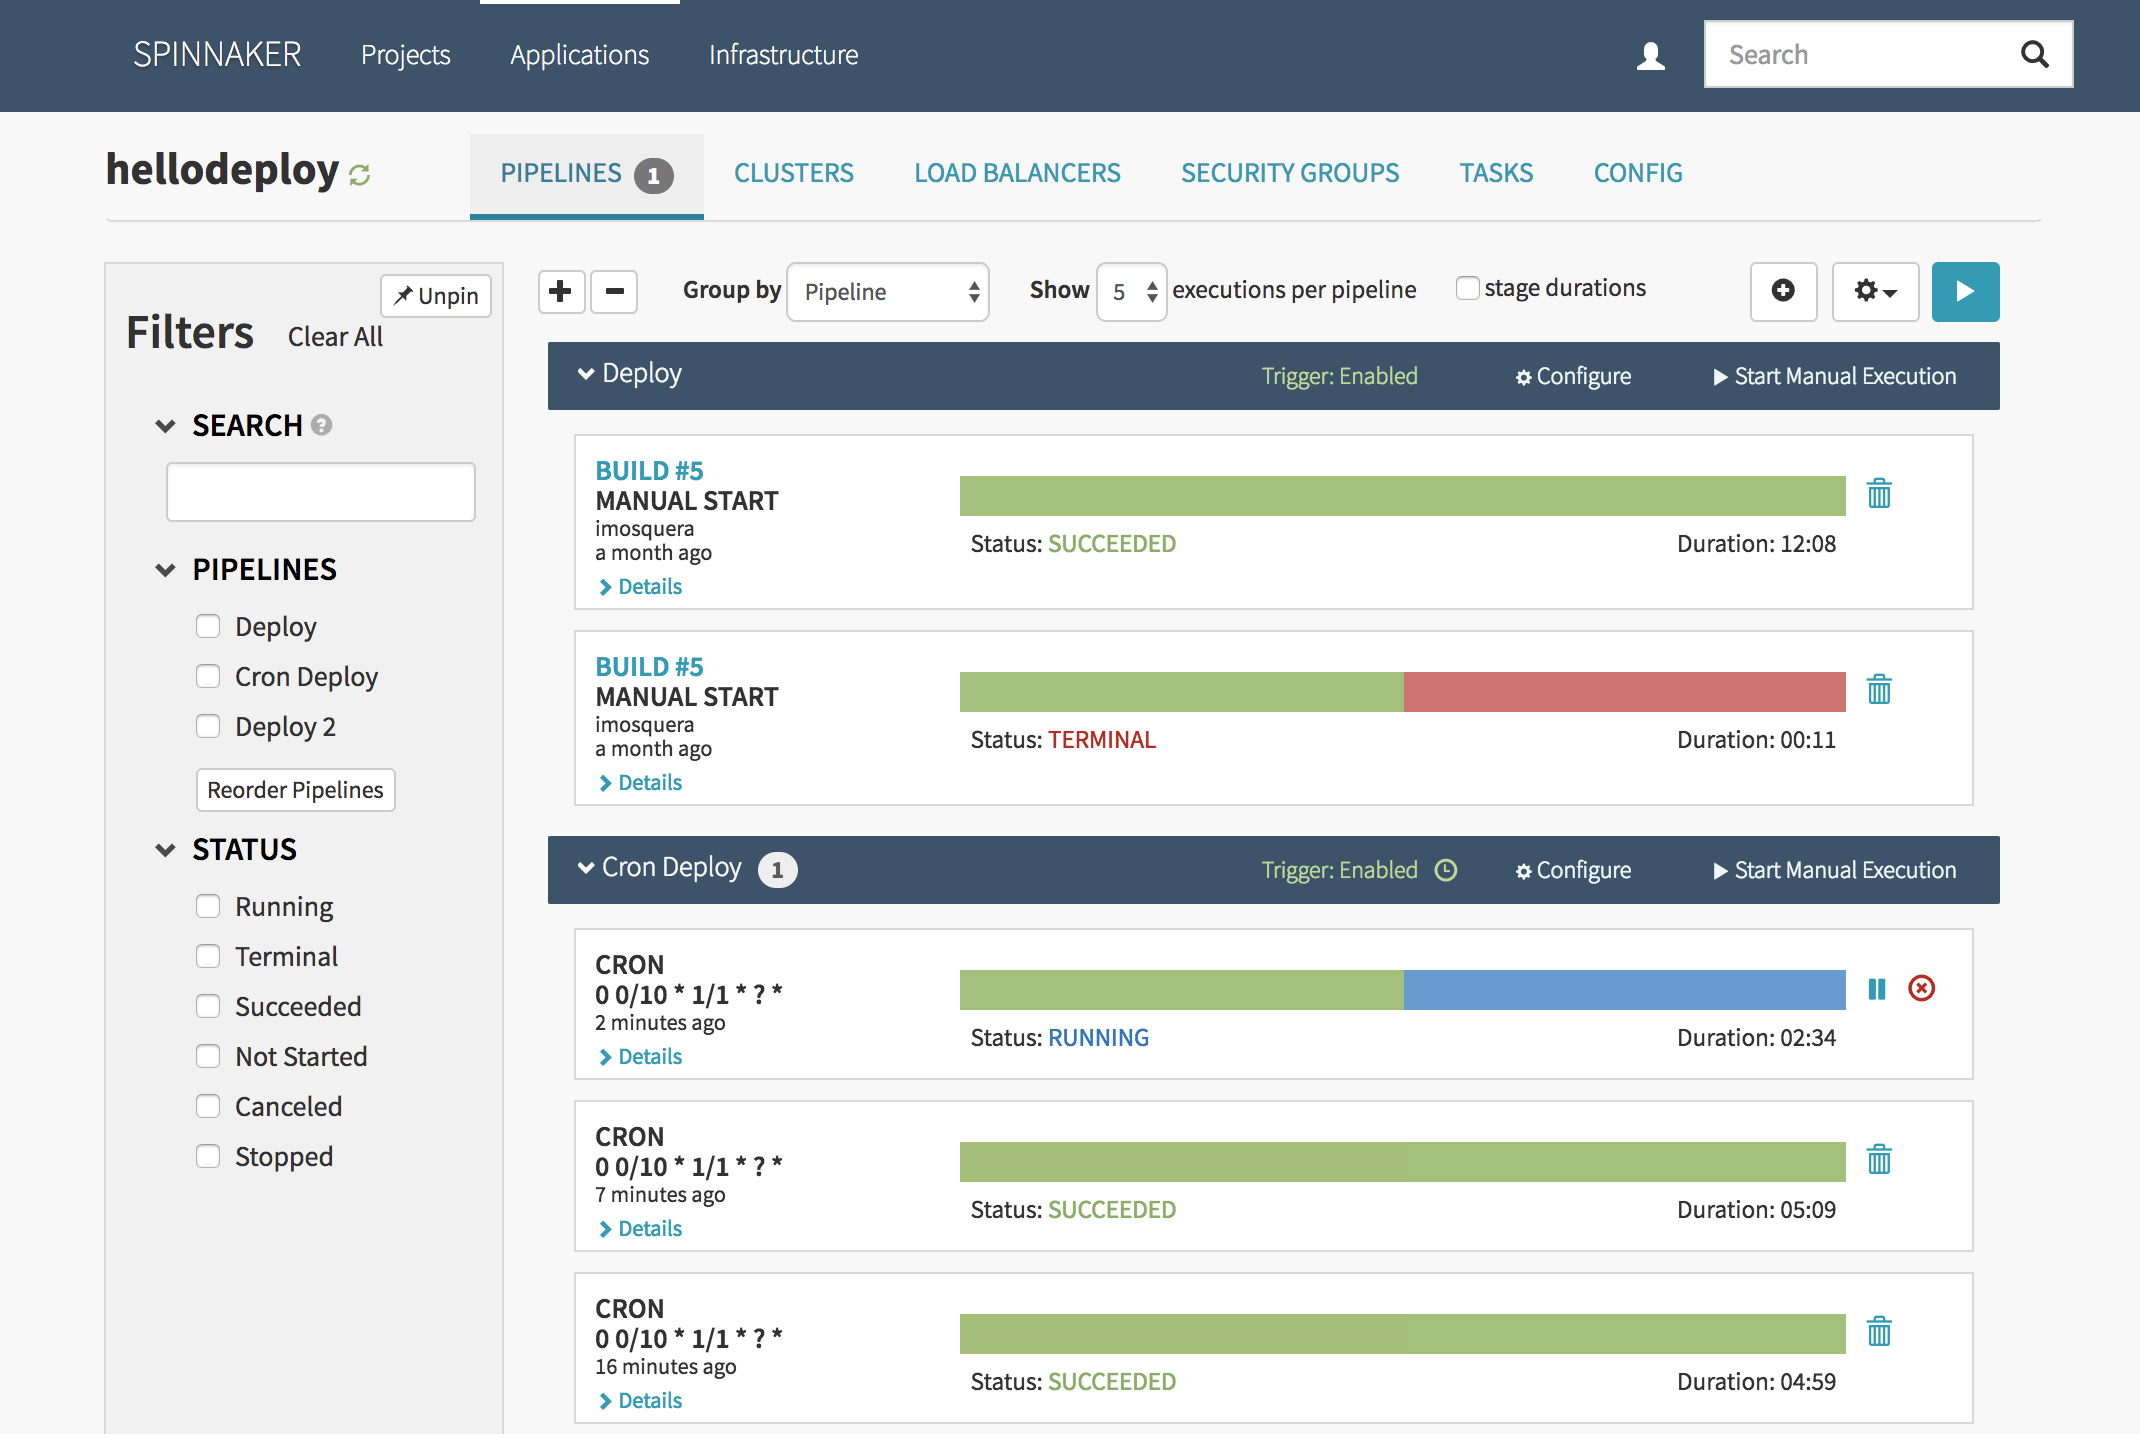 SPINNAKER Projects Applications Infrastructure Search
hellodeploy PIPELINES 1 CLUSTERS LOAD BALANCERS SECURITY GROUPS TASKS CONFIG
Unpin
Filters Clear All
SEARCH ?
PIPELINES
Deploy
Cron Deploy
Deploy 2
Reorder Pipelines
STATUS
Running
Terminal
Succeeded
Not Started
Canceled
Stopped
Group by Pipeline Show 5 executions per pipeline stage durations
Deploy Trigger: Enabled Configure Start Manual Execution
BUILD #5
MANUAL START
imosquera
a month ago
Details
Status: SUCCEEDED Duration: 12:08
BUILD #5
MANUAL START
imosquera
a month ago
Details
Status: TERMINAL Duration: 00:11
Cron Deploy 1 Trigger: Enabled Configure Start Manual Execution
CRON
0 0/10 * 1/1 * ? *
2 minutes ago
Details
Status: RUNNING Duration: 02:34
CRON
0 0/10 * 1/1 * ? *
7 minutes ago
Details
Status: SUCCEEDED Duration: 05:09
CRON
0 0/10 * 1/1 * ? *
16 minutes ago
Details
Status: SUCCEEDED Duration: 04:59